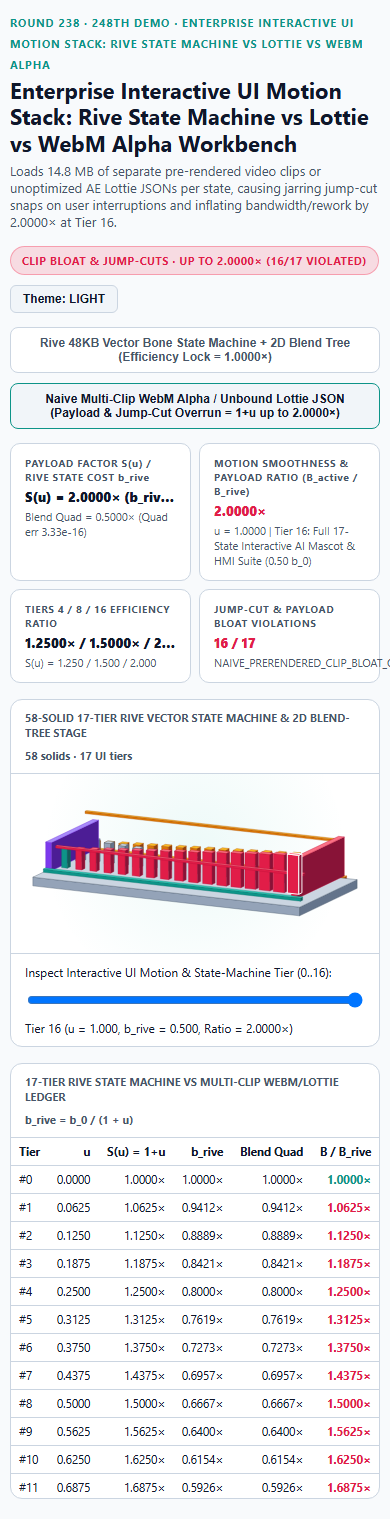 ROUND 238 · 248TH DEMO · ENTERPRISE INTERACTIVE UI
MOTION STACK: RIVE STATE MACHINE VS LOTTIE VS WEBM
ALPHA
Enterprise Interactive UI Motion
Stack: Rive State Machine vs Lottie
vs WebM Alpha Workbench
Loads 14.8 MB of separate pre-rendered video clips or
unoptimized AE Lottie JSONs per state, causing jarring jump-cut
snaps on user interruptions and inflating bandwidth/rework by
2.0000× at Tier 16.
CLIP BLOAT & JUMP-CUTS · UP TO 2.0000× (16/17 VIOLATED)
Theme: LIGHT
Rive 48KB Vector Bone State Machine + 2D Blend Tree
(Efficiency Lock = 1.0000×)
Naive Multi-Clip WebM Alpha / Unbound Lottie JSON
(Payload & Jump-Cut Overrun = 1+u up to 2.0000×)
PAYLOAD FACTOR S(u) /
RIVE STATE COST b_rive
S(u) = 2.0000× (b_riv...
Blend Quad = 0.5000× (Quad
err 3.33e-16)
MOTION SMOOTHNESS &
PAYLOAD RATIO (B_active /
B_rive)
2.0000×
u = 1.0000 | Tier 16: Full 17-
State Interactive AI Mascot &
HMI Suite (0.50 b_0)
TIERS 4 / 8 / 16 EFFICIENCY
RATIO
1.2500× / 1.5000× / 2...
S(u) = 1.250 / 1.500 / 2.000
JUMP-CUT & PAYLOAD
BLOAT VIOLATIONS
16 / 17
NAIVE_PRERENDERED_CLIP_BLOAT_
58-SOLID 17-TIER RIVE VECTOR STATE MACHINE & 2D BLEND-
TREE STAGE
58 solids · 17 UI tiers
Inspect Interactive UI Motion & State-Machine Tier (0..16):
Tier 16 (u = 1.000, b_rive = 0.500, Ratio = 2.0000×)
17-TIER RIVE STATE MACHINE VS MULTI-CLIP WEBM/LOTTIE
LEDGER
b_rive = b_0 / (1 + u)
Tier u S(u) = 1+u b_rive Blend Quad B / B_rive
#0 0.0000 1.0000× 1.0000× 1.0000× 1.0000×
#1 0.0625 1.0625× 0.9412× 0.9412× 1.0625×
#2 0.1250 1.1250× 0.8889× 0.8889× 1.1250×
#3 0.1875 1.1875× 0.8421× 0.8421× 1.1875×
#4 0.2500 1.2500× 0.8000× 0.8000× 1.2500×
#5 0.3125 1.3125× 0.7619× 0.7619× 1.3125×
#6 0.3750 1.3750× 0.7273× 0.7273× 1.3750×
#7 0.4375 1.4375× 0.6957× 0.6957× 1.4375×
#8 0.5000 1.5000× 0.6667× 0.6667× 1.5000×
#9 0.5625 1.5625× 0.6400× 0.6400× 1.5625×
#10 0.6250 1.6250× 0.6154× 0.6154× 1.6250×
#11 0.6875 1.6875× 0.5926× 0.5926× 1.6875×